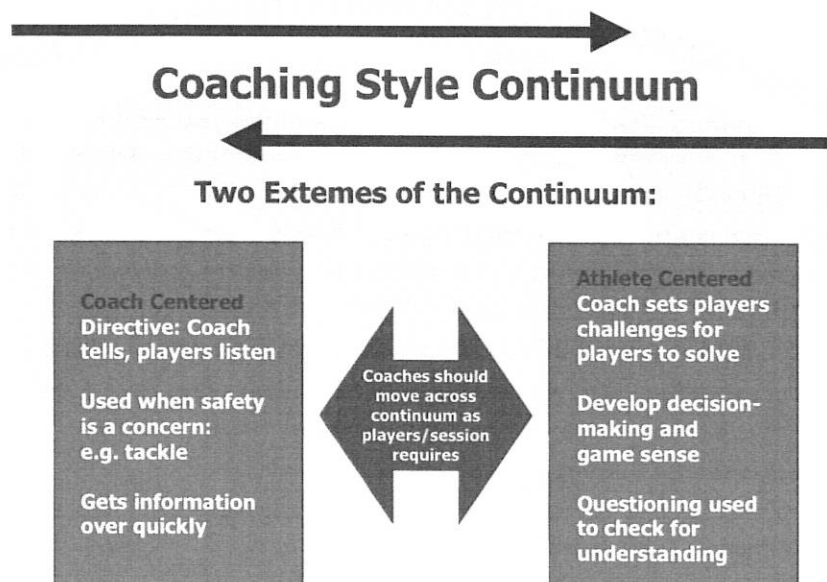 Coaching Style Continuum
Two Extemes of the Continuum:
Coach Centered
Directive: Coach
tells, players listen
Used when safety
is a concern:
e.g. tackle
Gets information
over quickly
Coaches should
move across
continuum as
players/session
requires
Athlete Centered
Coach sets players
challenges for
players to solve
Develop decision-
making and
game sense
Questioning used
to check for
understanding